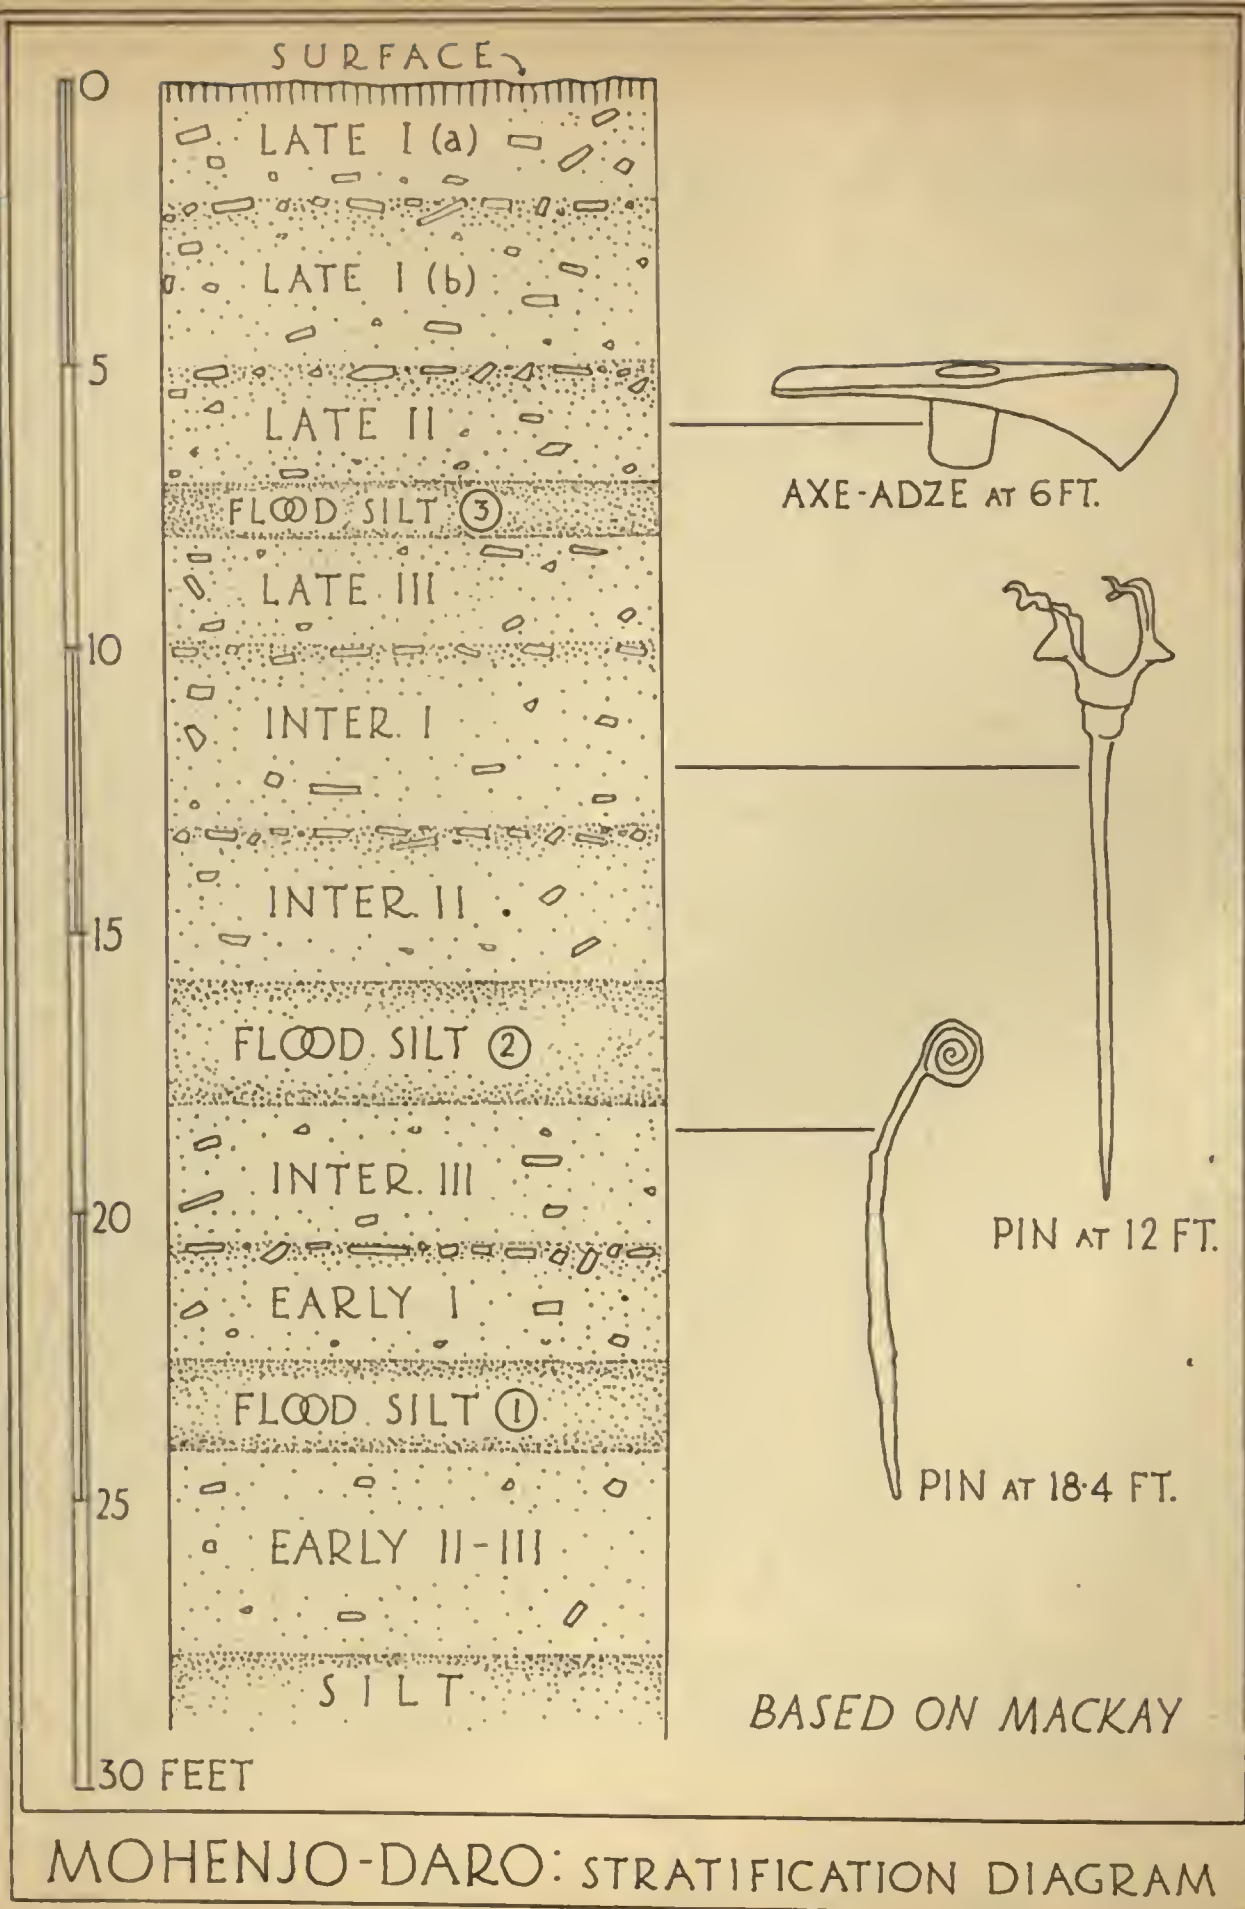 SURFACE
0
LATE I (a)
LATE I (b)
5
LATE II
AXE-ADZE AT 6 FT.
FLOOD SILT ③
LATE III
10
INTER. I
INTER. II
15
FLOOD SILT ②
INTER. III
20
PIN AT 12 FT.
EARLY I
FLOOD SILT ①
PIN AT 18·4 FT.
25
EARLY II-III
SILT
BASED ON MACKAY
30 FEET
MOHENJO-DARO: STRATIFICATION DIAGRAM